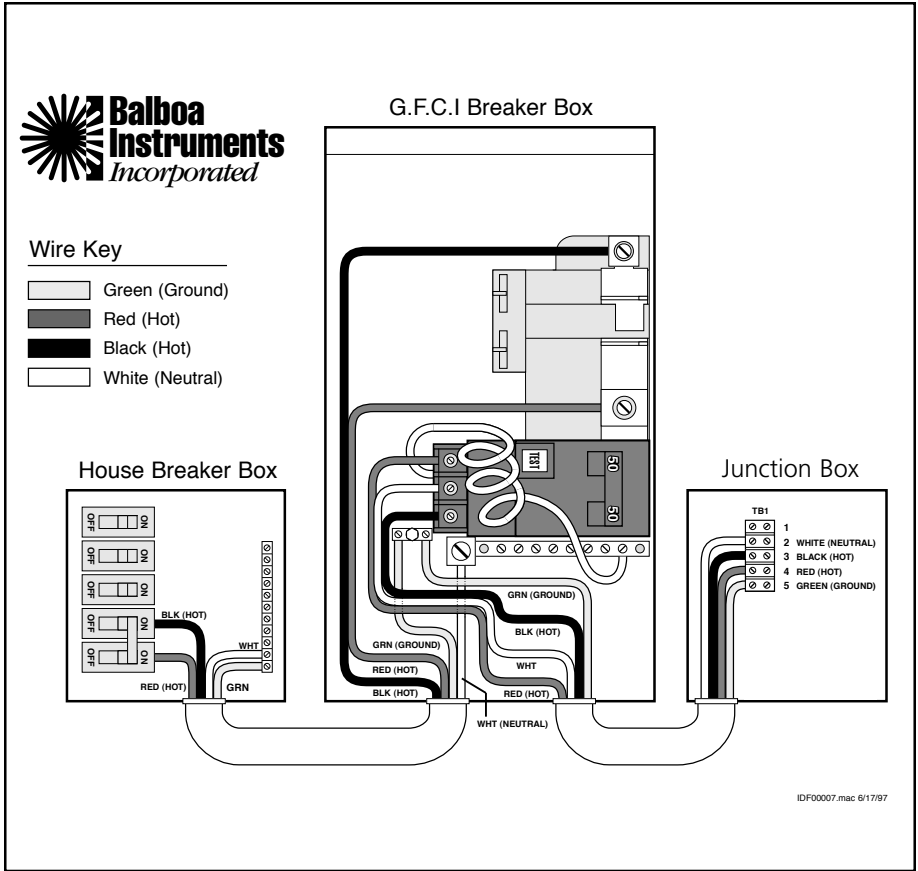 Balboa
Instruments
Incorporated
G.F.C.I Breaker Box
Wire Key
Green (Ground)
Red (Hot)
Black (Hot)
White (Neutral)
House Breaker Box
OFF ON
OFF ON
OFF ON
OFF ON
OFF ON
BLK (HOT)
WHT
RED (HOT)
GRN
TEST
50
50
GRN (GROUND)
BLK (HOT)
GRN (GROUND)
WHT
RED (HOT)
BLK (HOT)
RED (HOT)
WHT (NEUTRAL)
Junction Box
TB1
1
2 WHITE (NEUTRAL)
3 BLACK (HOT)
4 RED (HOT)
5 GREEN (GROUND)
IDF00007.mac 6/17/97